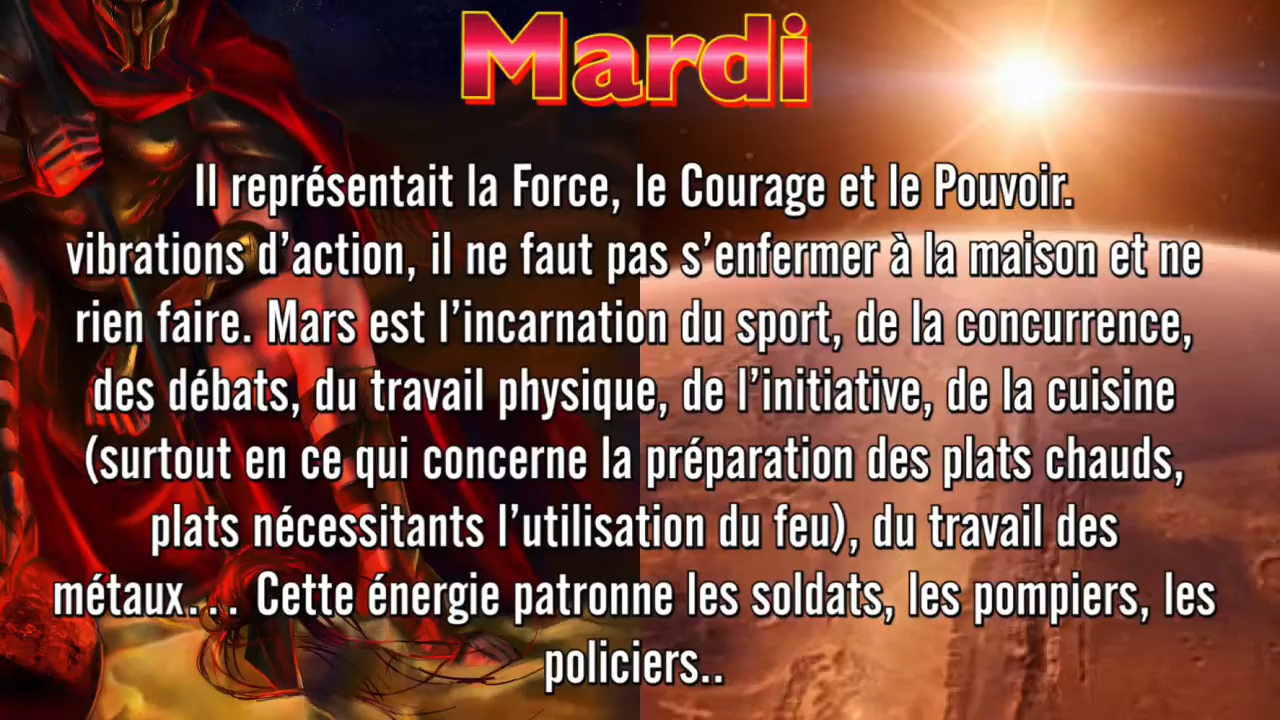 Mardi
Il représentait la Force, le Courage et le Pouvoir.
vibrations d’action, il ne faut pas s’enfermer à la maison et ne
rien faire. Mars est l’incarnation du sport, de la concurrence,
des débats, du travail physique, de l’initiative, de la cuisine
(surtout en ce qui concerne la préparation des plats chauds,
plats nécessitants l’utilisation du feu), du travail des
métaux... Cette énergie patronne les soldats, les pompiers, les
policiers..